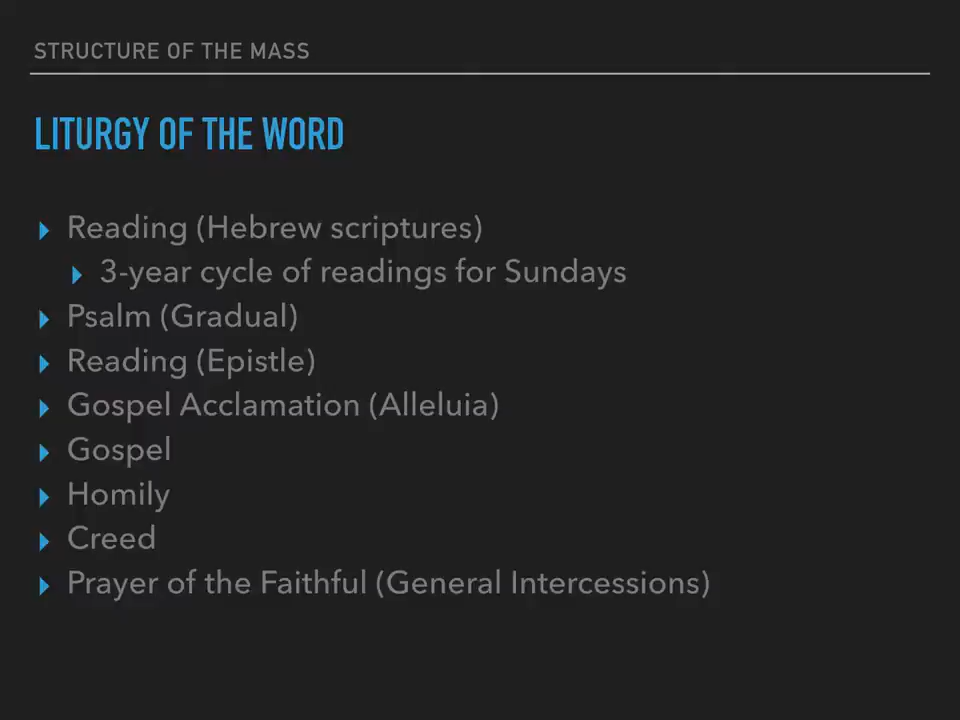 STRUCTURE OF THE MASS
LITURGY OF THE WORD
Reading (Hebrew scriptures)
3-year cycle of readings for Sundays
Psalm (Gradual)
Reading (Epistle)
Gospel Acclamation (Alleluia)
Gospel
Homily
Creed
Prayer of the Faithful (General Intercessions)